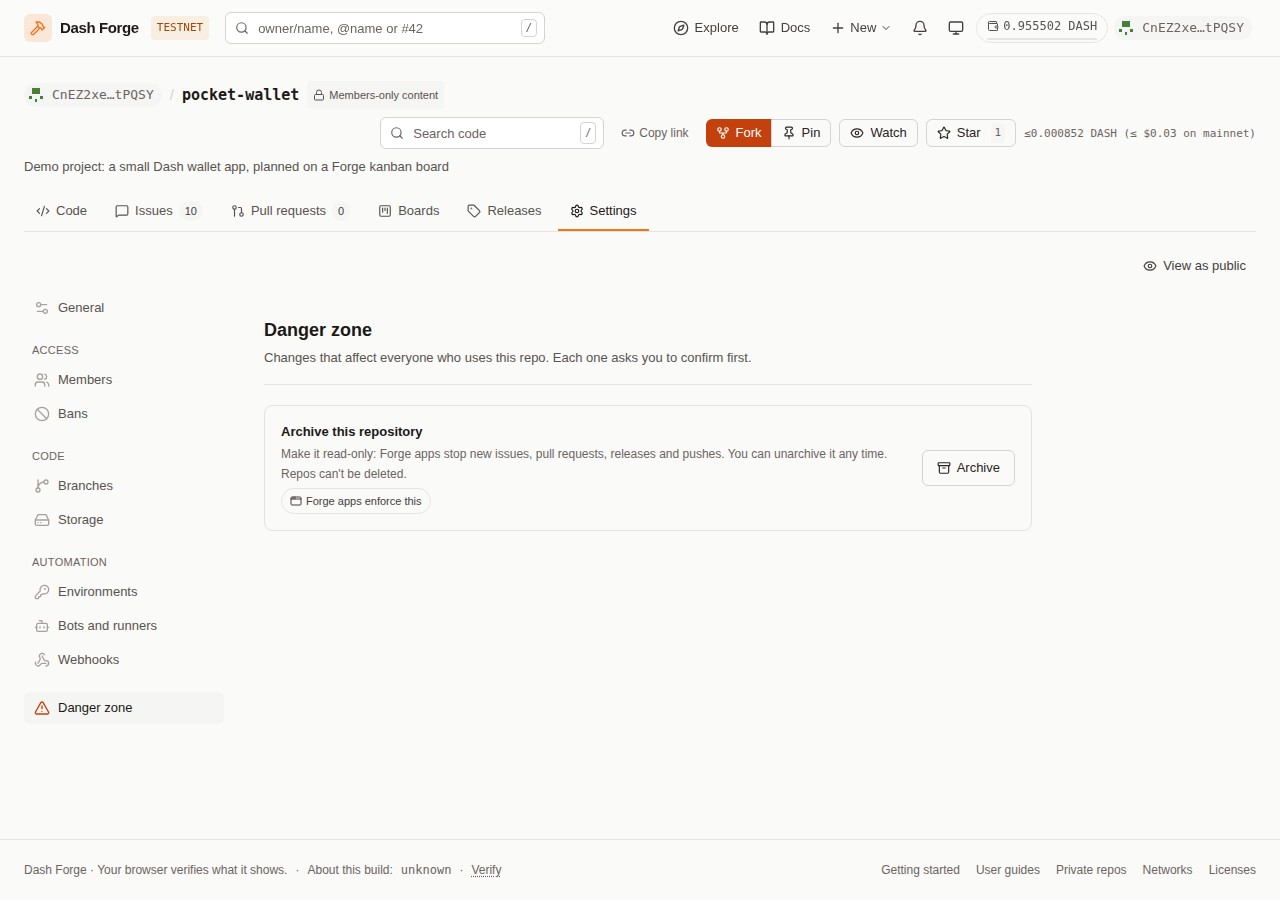 Dash Forge TESTNET owner/name, @name or #42 / Explore Docs New 0.955502 DASH CnEZ2xe…tPQSY
CnEZ2xe…tPQSY / pocket-wallet Members-only content
Search code / Copy link Fork Pin Watch Star 1 ≤0.000852 DASH (≤ $0.03 on mainnet)
Demo project: a small Dash wallet app, planned on a Forge kanban board
Code Issues 10 Pull requests 0 Boards Releases Settings
View as public
General
ACCESS
Members
Bans
CODE
Branches
Storage
AUTOMATION
Environments
Bots and runners
Webhooks
Danger zone
Danger zone
Changes that affect everyone who uses this repo. Each one asks you to confirm first.
Archive this repository
Make it read-only: Forge apps stop new issues, pull requests, releases and pushes. You can unarchive it any time.
Repos can't be deleted.
Forge apps enforce this
Archive
Dash Forge · Your browser verifies what it shows. · About this build: unknown · Verify
Getting started User guides Private repos Networks Licenses